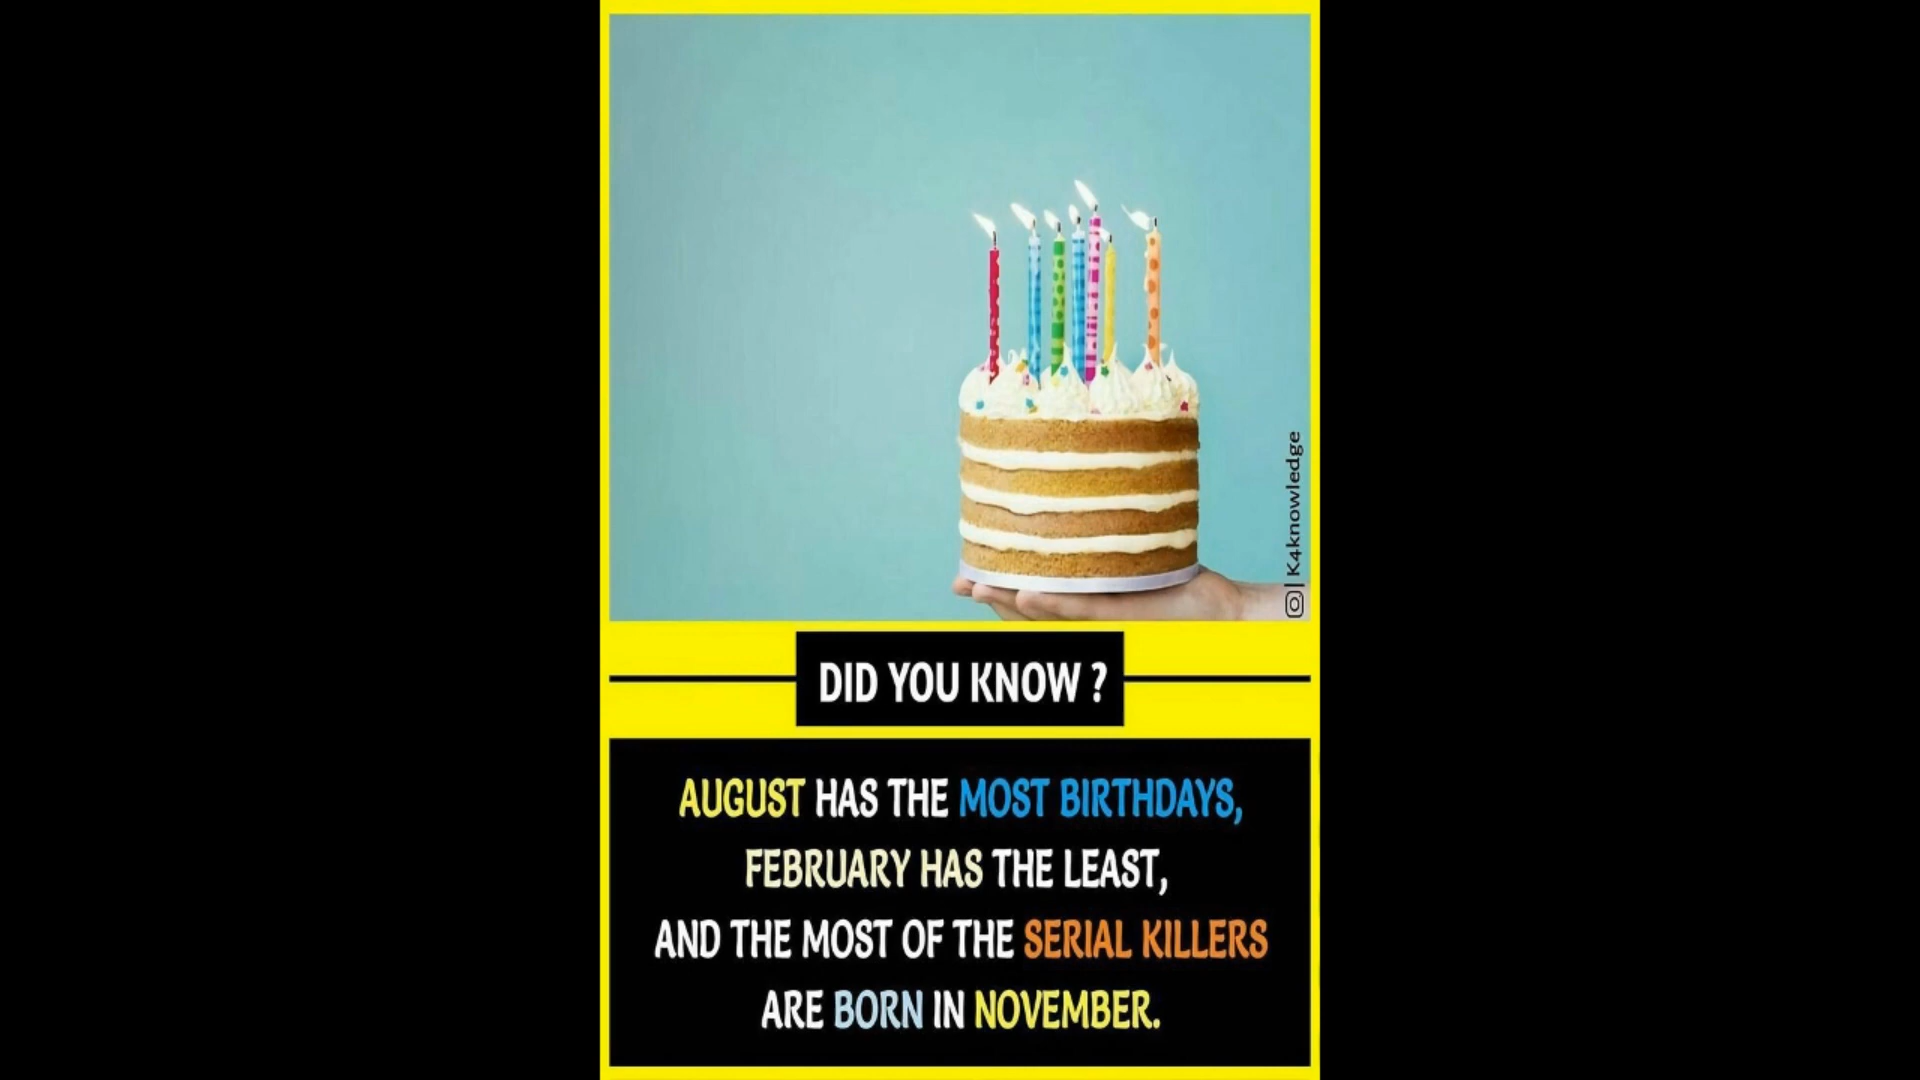 K4knowledge
DID YOU KNOW ?
AUGUST HAS THE MOST BIRTHDAYS,
FEBRUARY HAS THE LEAST,
AND THE MOST OF THE SERIAL KILLERS
ARE BORN IN NOVEMBER.